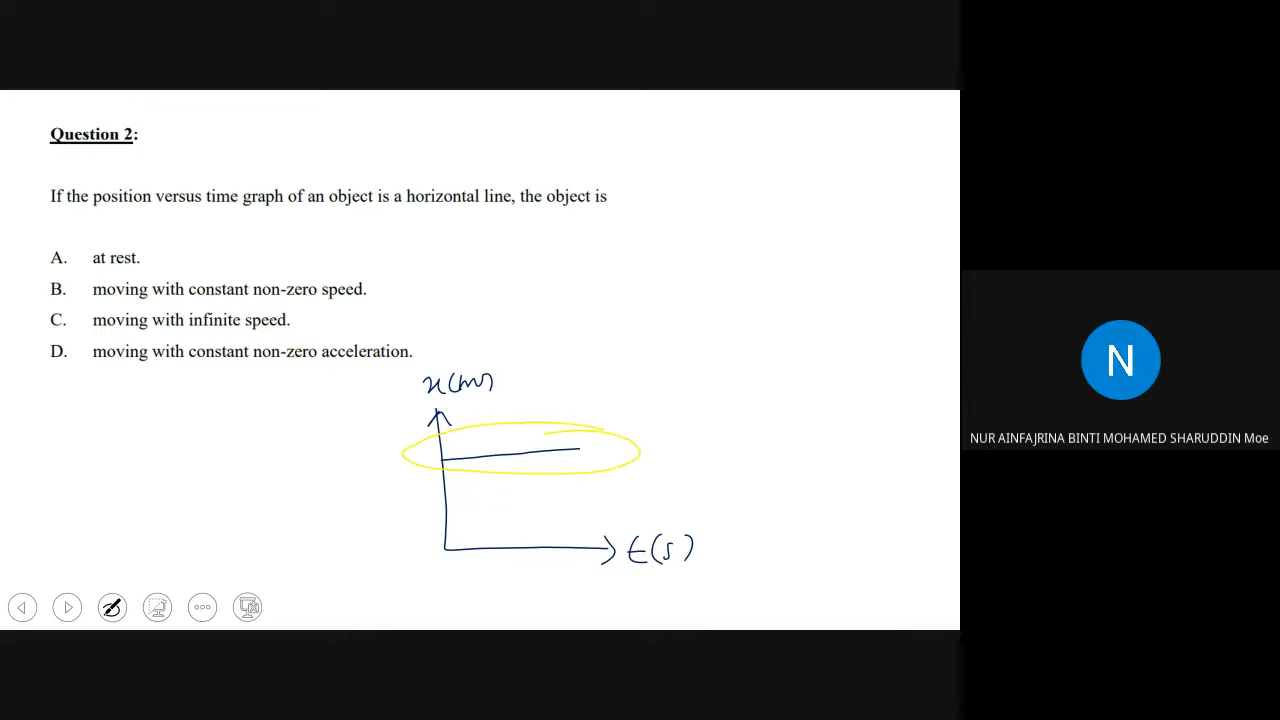 Question 2:
If the position versus time graph of an object is a horizontal line, the object is
A. at rest.
B. moving with constant non-zero speed.
C. moving with infinite speed.
D. moving with constant non-zero acceleration.
x(m)
t(s)
N
NUR AINFAJRINA BINTI MOHAMED SHARUDDIN Moe